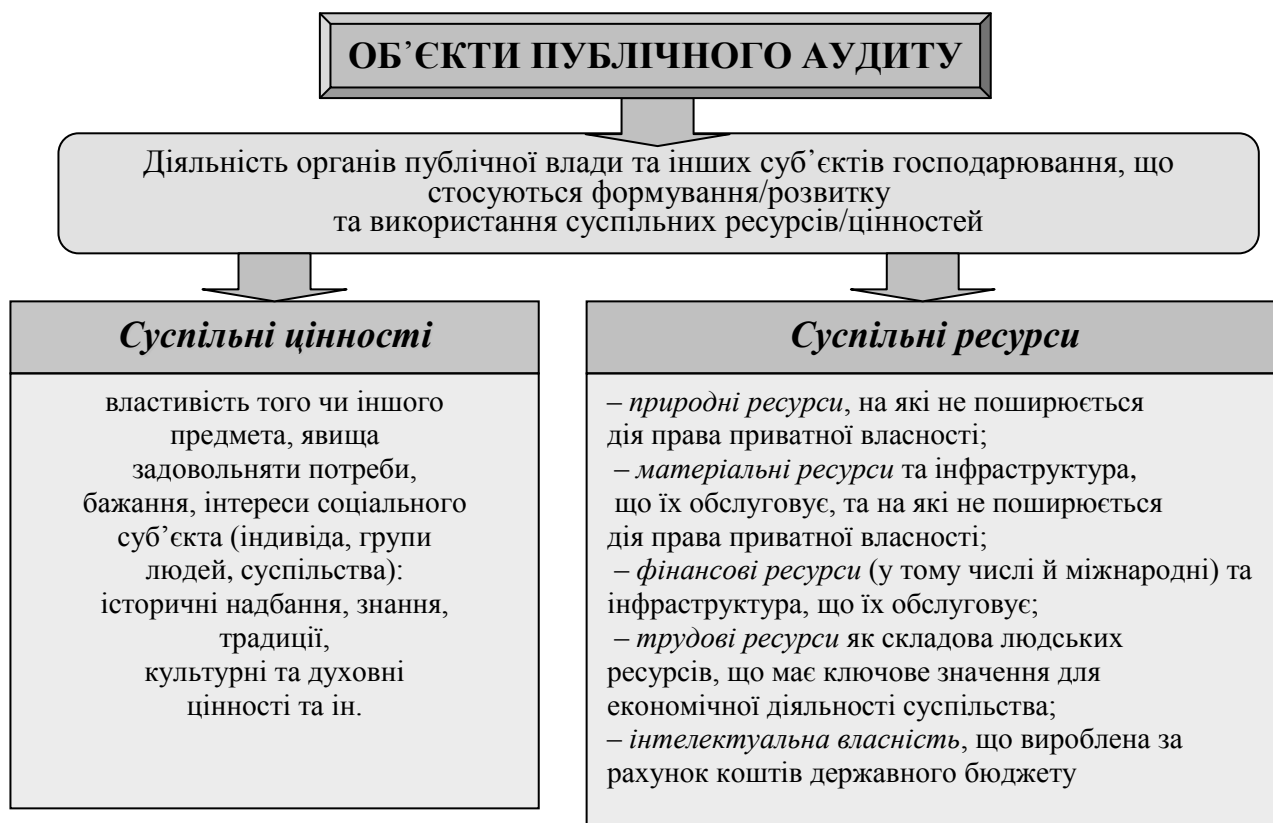 ОБ’ЄКТИ ПУБЛІЧНОГО АУДИТУ
Діяльність органів публічної влади та інших суб’єктів господарювання, що
стосуються формування/розвитку
та використання суспільних ресурсів/цінностей
Суспільні цінності
властивість того чи іншого
предмета, явища
задовольняти потреби,
бажання, інтереси соціального
суб’єкта (індивіда, групи
людей, суспільства):
історичні надбання, знання,
традиції,
культурні та духовні
цінності та ін.
Суспільні ресурси
– природні ресурси, на які не поширюється
дія права приватної власності;
– матеріальні ресурси та інфраструктура,
що їх обслуговує, та на які не поширюється
дія права приватної власності;
– фінансові ресурси (у тому числі й міжнародні) та
інфраструктура, що їх обслуговує;
– трудові ресурси як складова людських
ресурсів, що має ключове значення для
економічної діяльності суспільства;
– інтелектуальна власність, що вироблена за
рахунок коштів державного бюджету